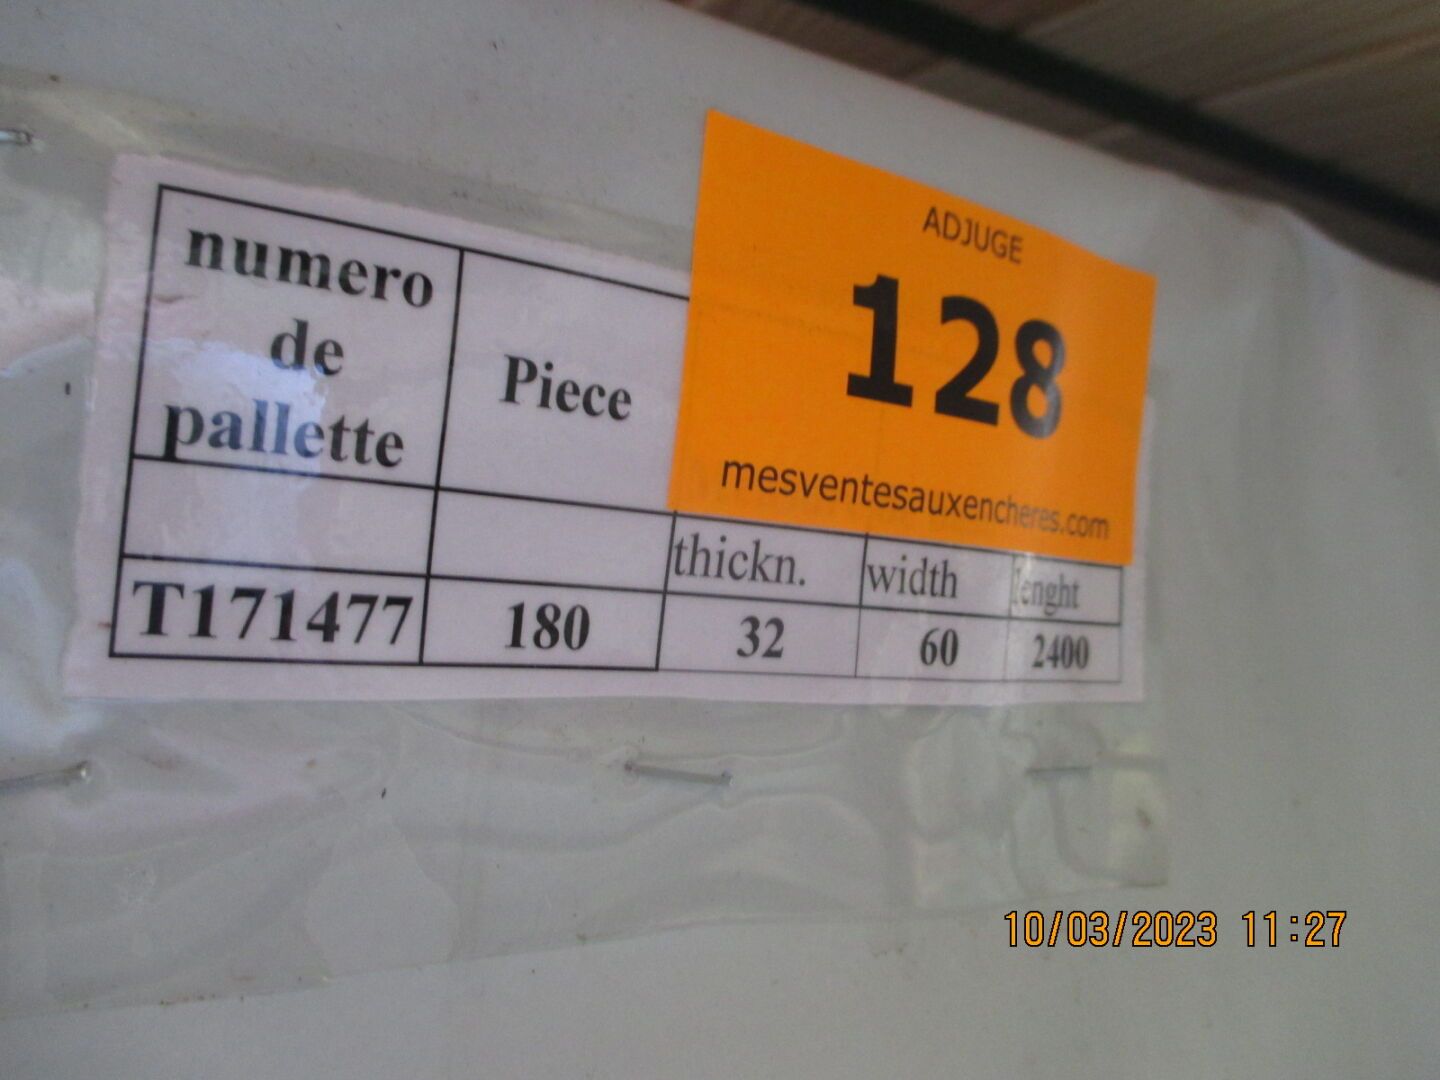 numero
de
pallette
Piece
ADJUGE
128
mesventesauxencheres.com
thickn. width lenght
T171477 180 32 60 2400
10/03/2023 11:27